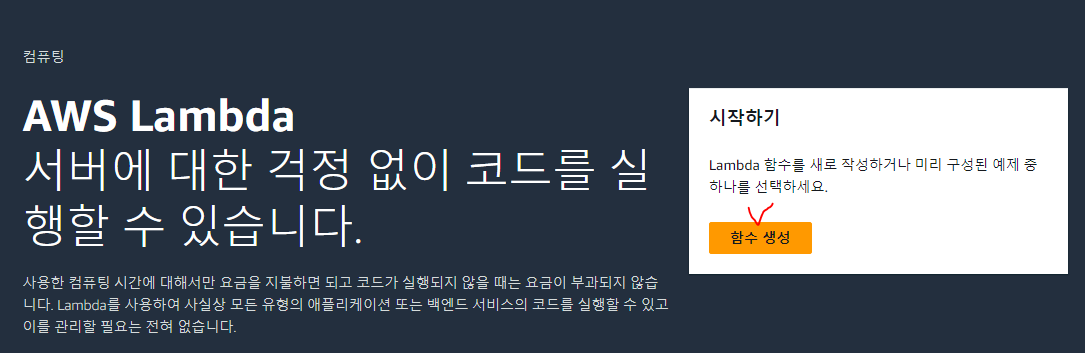 컴퓨팅
AWS Lambda
서버에 대한 걱정 없이 코드를 실
행할 수 있습니다.
사용한 컴퓨팅 시간에 대해서만 요금을 지불하면 되고 코드가 실행되지 않을 때는 요금이 부과되지 않습
니다. Lambda를 사용하여 사실상 모든 유형의 애플리케이션 또는 백엔드 서비스의 코드를 실행할 수 있고
이를 관리할 필요는 전혀 없습니다.
시작하기
Lambda 함수를 새로 작성하거나 미리 구성된 예제 중
하나를 선택하세요.
함수 생성